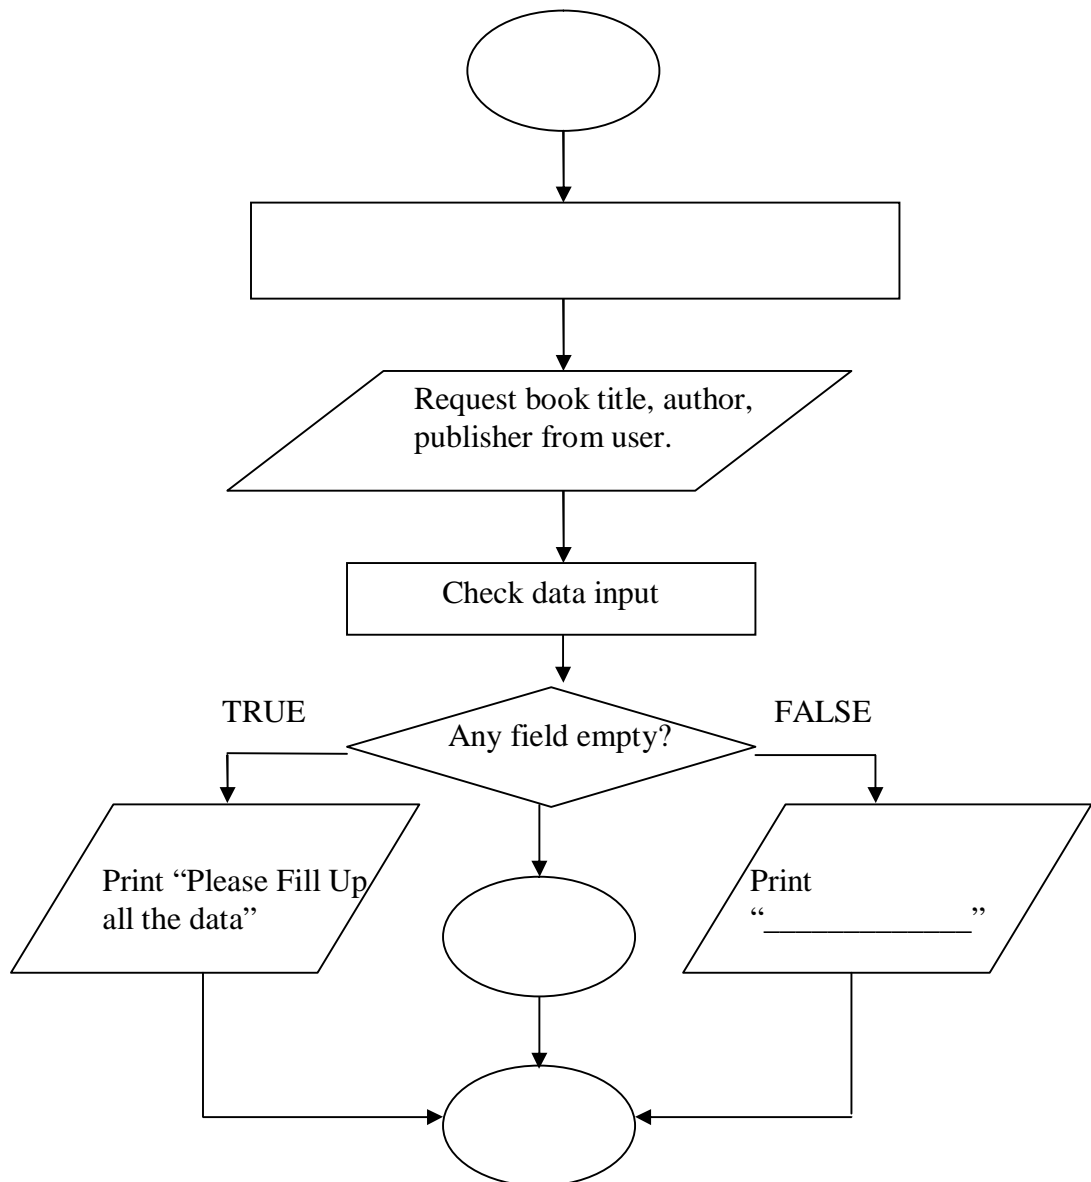 Request book title, author,
publisher from user.
Check data input
TRUE
FALSE
Any field empty?
Print “Please Fill Up
all the data”
Print
“_____________”